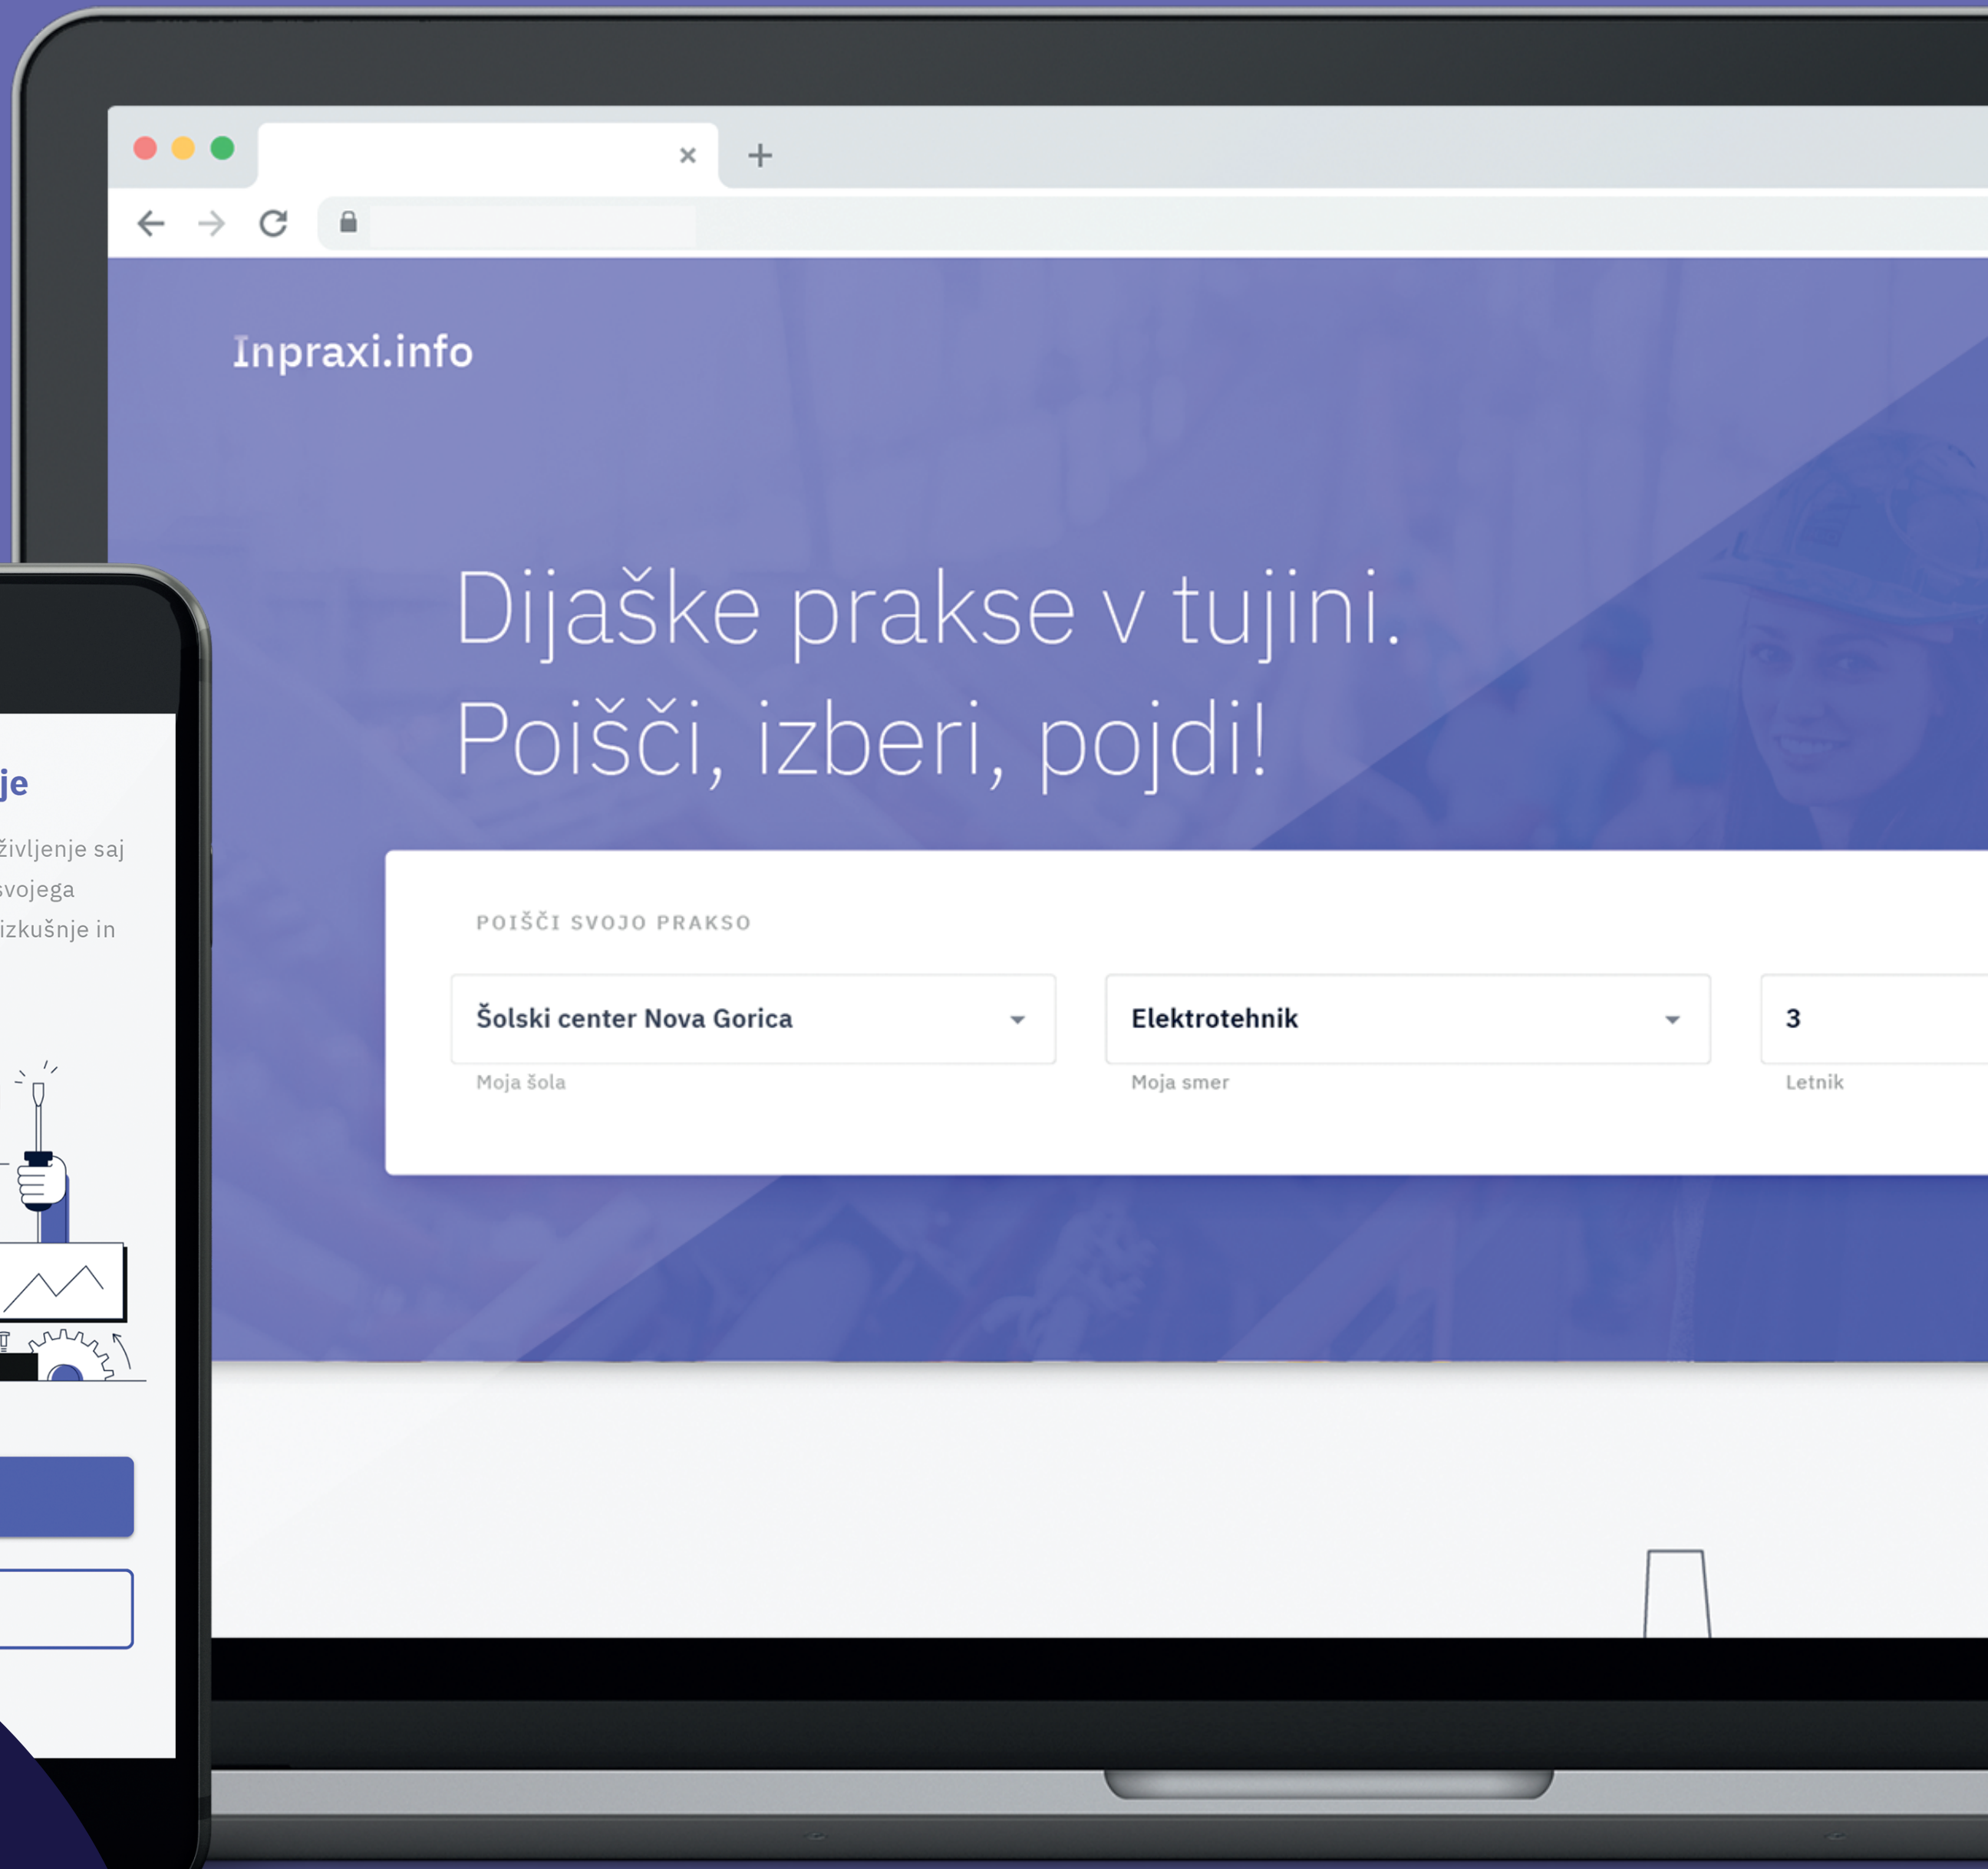 Inpraxi.info
Dijaške prakse v tujini.
Poišči, izberi, pojdi!
POIŠČI SVOJO PRAKSO
Šolski center Nova Gorica
Elektrotehnik
3
Moja šola
Moja smer
Letnik
je
življenje saj
svojega
izkušnje in